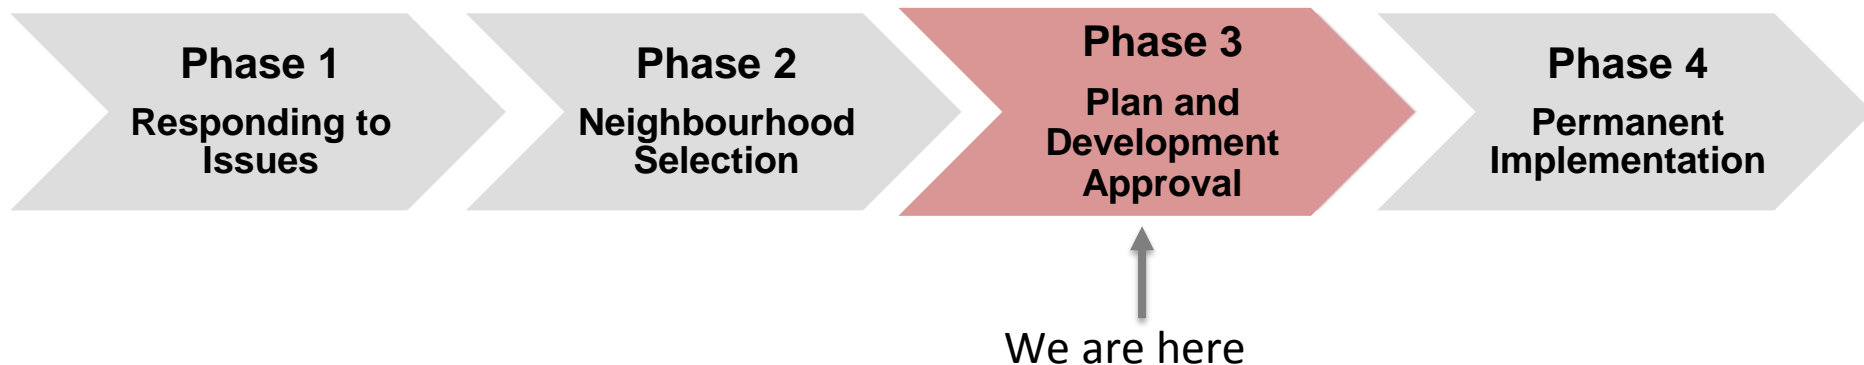 Phase 1
Responding to
Issues
Phase 2
Neighbourhood
Selection
Phase 3
Plan and
Development
Approval
Phase 4
Permanent
Implementation
We are here